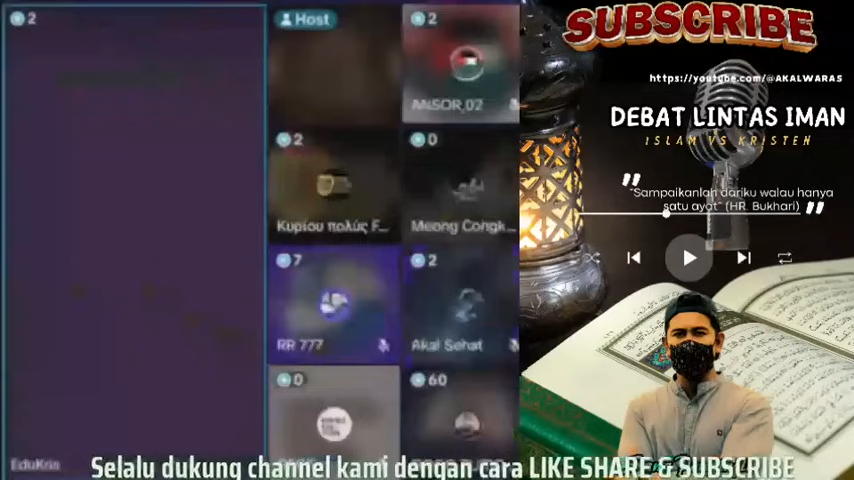 2
Host
2
ANSOR_02
2
0
Κυρίου πολύς F...
Meong Congk...
7
2
RR 777
Akal Sehat
0
60
EduKris
SUBSCRIBE
https://youtube.com/@AKALWARAS
DEBAT LINTAS IMAN
ISLAM VS KRISTEN
"Sampaikanlah dariku walau hanya
satu ayat" (HR. Bukhari)
Selalu dukung channel kami dengan cara LIKE SHARE & SUBSCRIBE